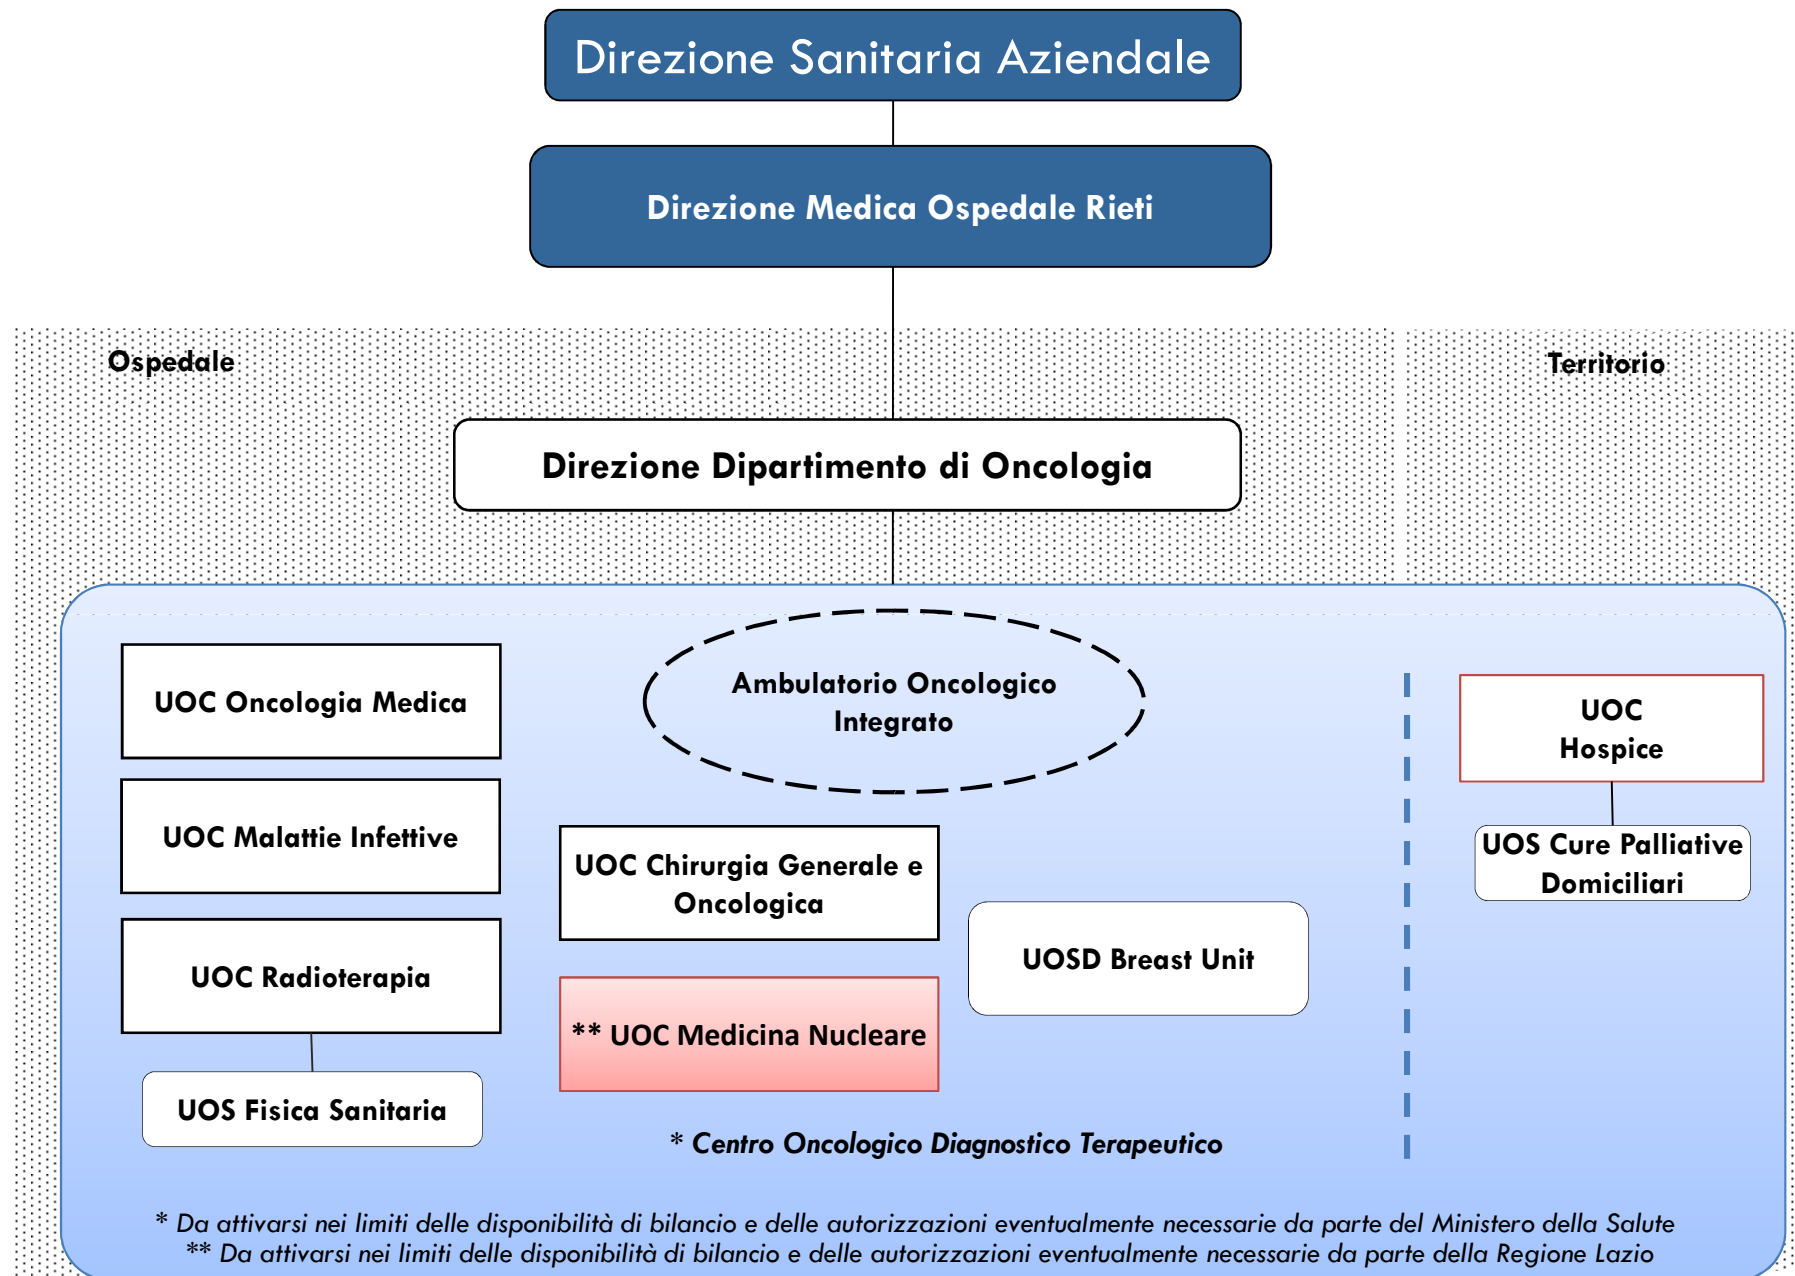 Direzione Sanitaria Aziendale
Direzione Medica Ospedale Rieti
Ospedale
Territorio
Direzione Dipartimento di Oncologia
UOC Oncologia Medica
Ambulatorio Oncologico
Integrato
UOC
Hospice
UOC Malattie Infettive
UOC Chirurgia Generale e
Oncologica
UOS Cure Palliative
Domiciliari
UOC Radioterapia
UOSD Breast Unit
** UOC Medicina Nucleare
UOS Fisica Sanitaria
* Centro Oncologico Diagnostico Terapeutico
* Da attivarsi nei limiti delle disponibilità di bilancio e delle autorizzazioni eventualmente necessarie da parte del Ministero della Salute
** Da attivarsi nei limiti delle disponibilità di bilancio e delle autorizzazioni eventualmente necessarie da parte della Regione Lazio